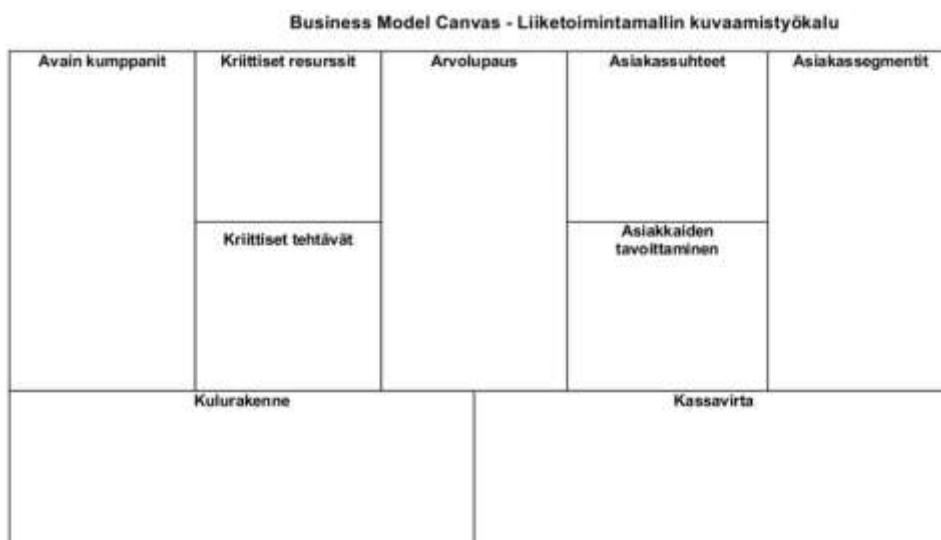 Business Model Canvas - Liiketoimintamallin kuvaamistyökalu
Avain kumppanit
Kriittiset resurssit
Arvolupaus
Asiakassuhteet
Asiakassegmentit
Kriittiset tehtävät
Asiakkaiden
tavoittaminen
Kulurakenne
Kassavirta